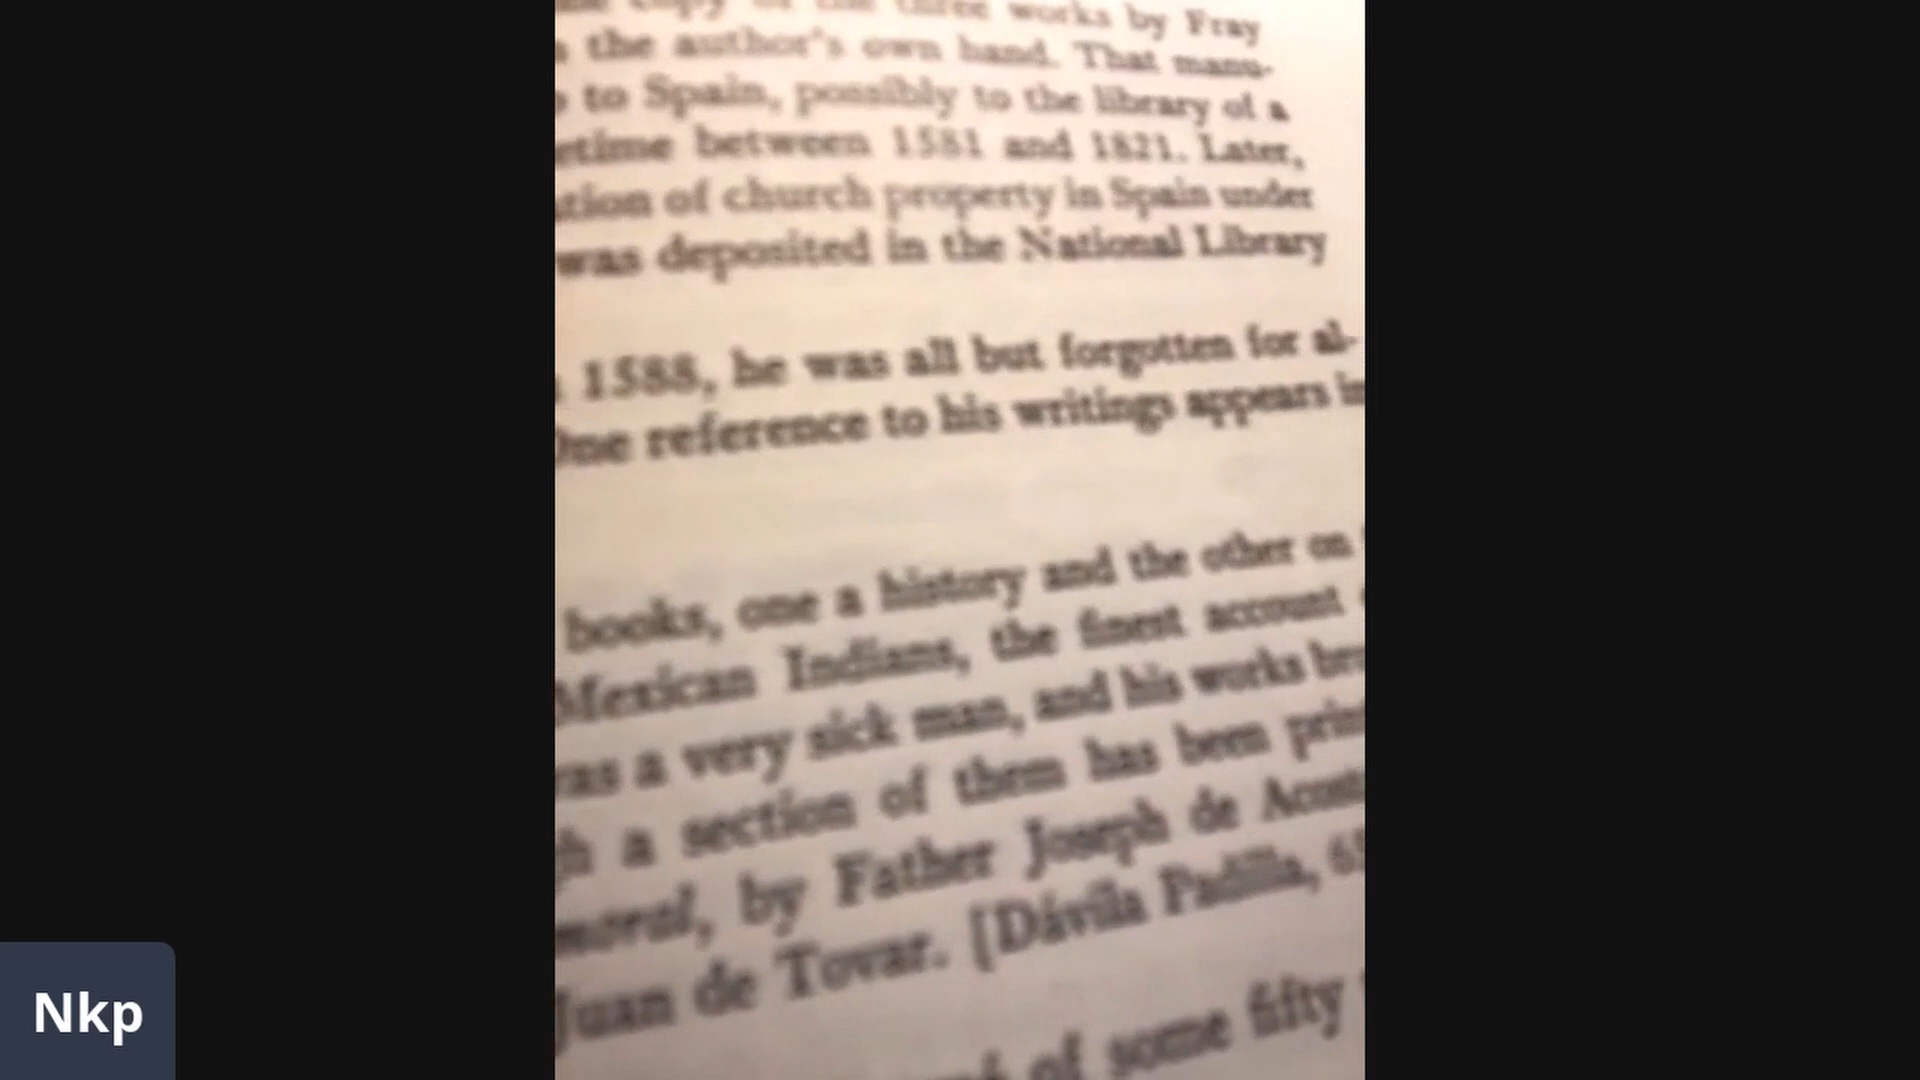 copy of the three works by Fray
the author's own hand. That manu-
to Spain, possibly to the library of a
etime between 1581 and 1821. Later,
tion of church property in Spain under
was deposited in the National Library
1588, he was all but forgotten for al-
One reference to his writings appears in
books, one a history and the other on
Mexican Indians, the finest account
as a very sick man, and his works
a section of them has been
moral, by Father Joseph de Acost
Juan de Tovar. [Dávila Padilla,
of some fifty
Nkp